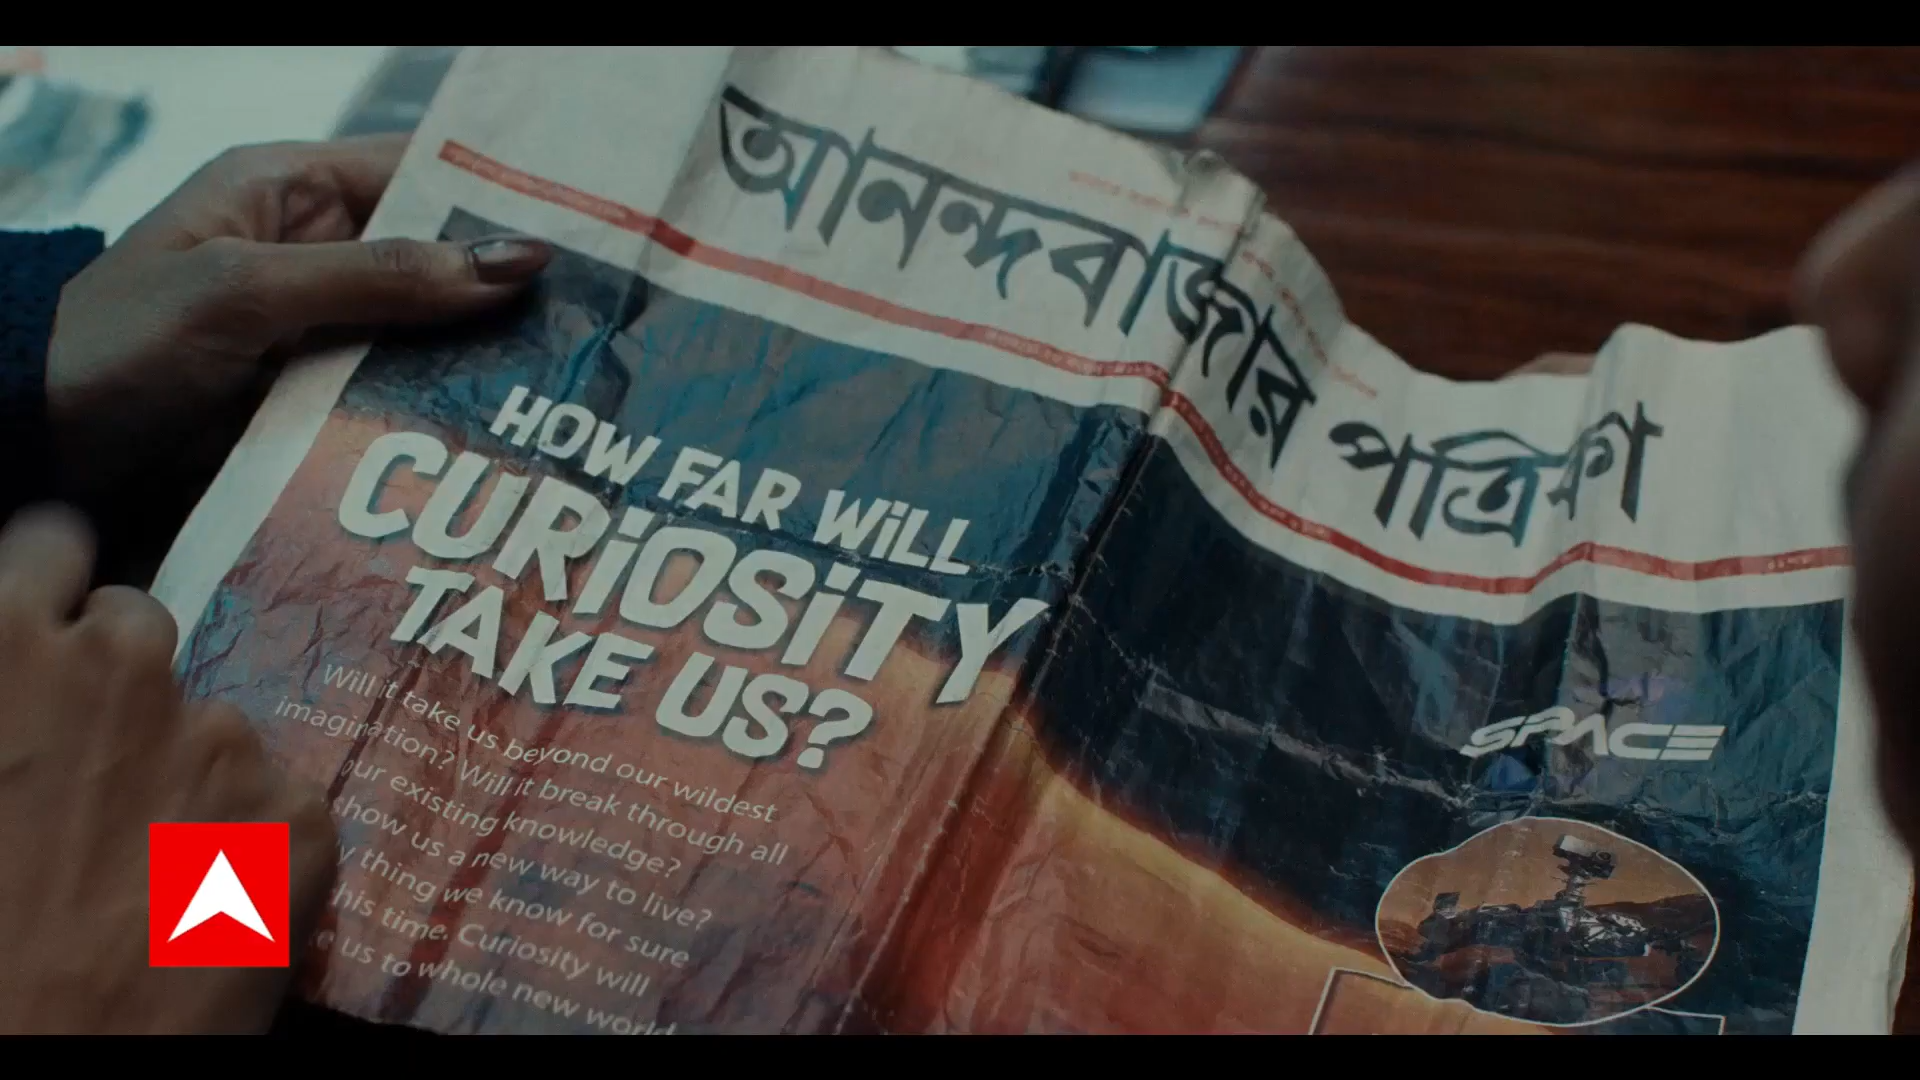 আনন্দবাজার পত্রিকা
HOW FAR WiLL
CURiOSiTY
TAKE US?
Will it take us beyond our wildest
imagination? Will it break through all
our existing knowledge?
show us a new way to live?
thing we know for sure
this time. Curiosity will
us to whole new world
SPACE